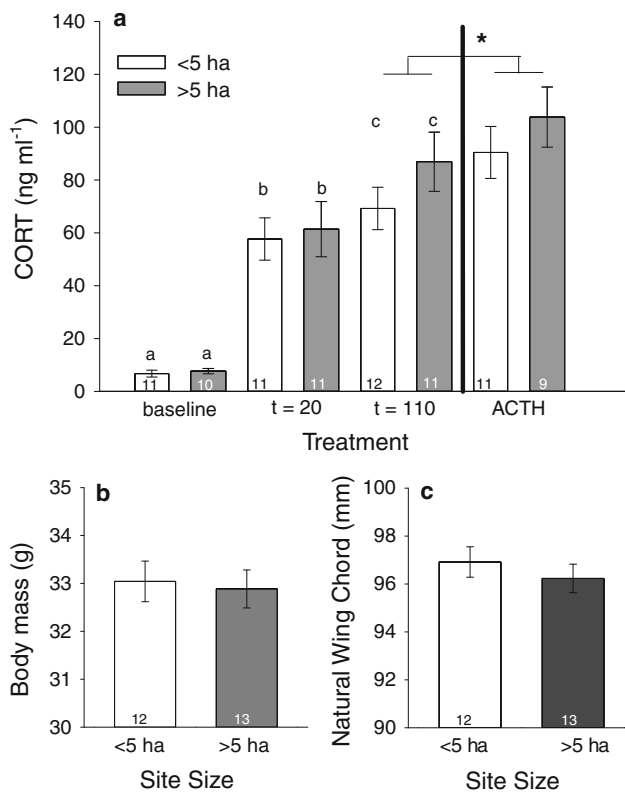 a
*
<5 ha
>5 ha
140
120
100
80
60
40
20
0
CORT (ng ml⁻¹)
a a b b c c
11 10 11 11 12 11 11 9
baseline t = 20 t = 110 ACTH
Treatment
b
35
34
33
32
31
30
Body mass (g)
12 13
<5 ha >5 ha
Site Size
c
100
98
96
94
92
90
Natural Wing Chord (mm)
12 13
<5 ha >5 ha
Site Size